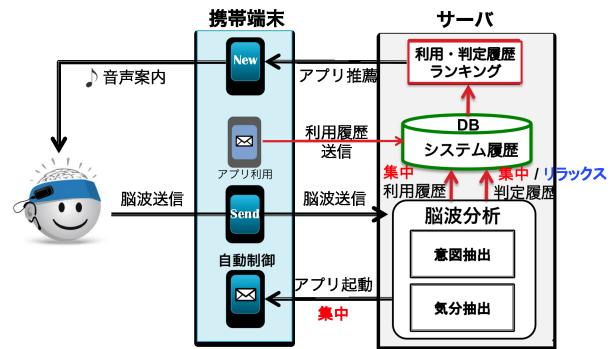 携帯端末
サーバ
New
利用・判定履歴
ランキング
♪音声案内
アプリ推薦
DB
システム履歴
利用履歴
送信
アプリ利用
集中
利用履歴
集中 / リラックス
判定履歴
脳波送信
Send
脳波送信
脳波分析
意図抽出
気分抽出
自動制御
アプリ起動
集中